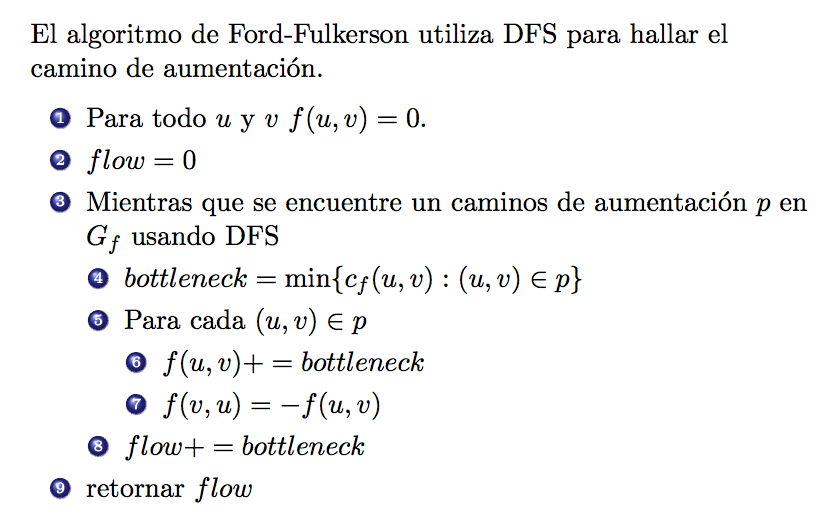 El algoritmo de Ford-Fulkerson utiliza DFS para hallar el
camino de aumentación.
1 Para todo u y v f(u, v) = 0.
2 flow = 0
3 Mientras que se encuentre un caminos de aumentación p en
G_f usando DFS
4 bottleneck = min{c_f(u, v) : (u, v) ∈ p}
5 Para cada (u, v) ∈ p
6 f(u, v)+ = bottleneck
7 f(v, u) = −f(u, v)
8 flow+ = bottleneck
9 retornar flow